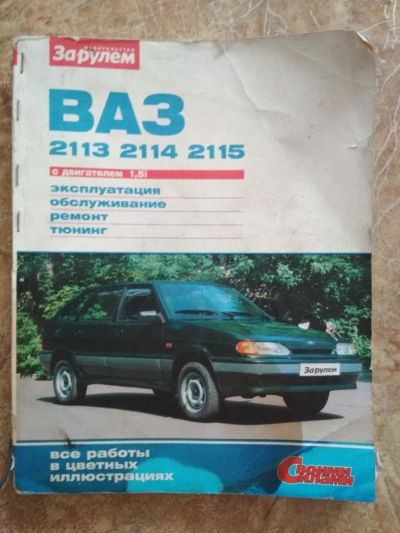 издательство
За рулем
ВАЗ
2113 2114 2115
с двигателем 1,5i
эксплуатация
обслуживание
ремонт
тюнинг
За рулем
все работы
в цветных
иллюстрациях
Своими
силами